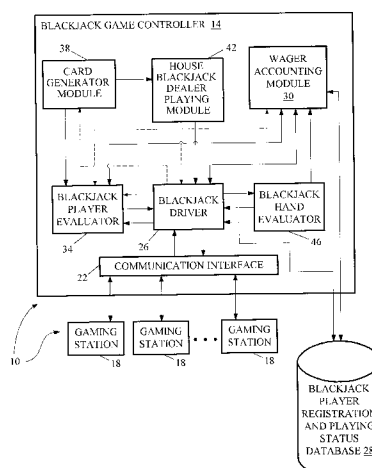 BLACKJACK GAME CONTROLLER 14
38
42
CARD
GENERATOR
MODULE
HOUSE
BLACKJACK
DEALER
PLAYING
MODULE
WAGER
ACCOUNTING
MODULE
30
BLACKJACK
PLAYER
EVALUATOR
BLACKJACK
DRIVER
BLACKJACK
HAND
EVALUATOR
34
26
46
22
COMMUNICATION INTERFACE
10
GAMING
STATION
18
GAMING
STATION
18
GAMING
STATION
18
BLACKJACK
PLAYER
REGISTRATION
AND PLAYING
STATUS
DATABASE 28